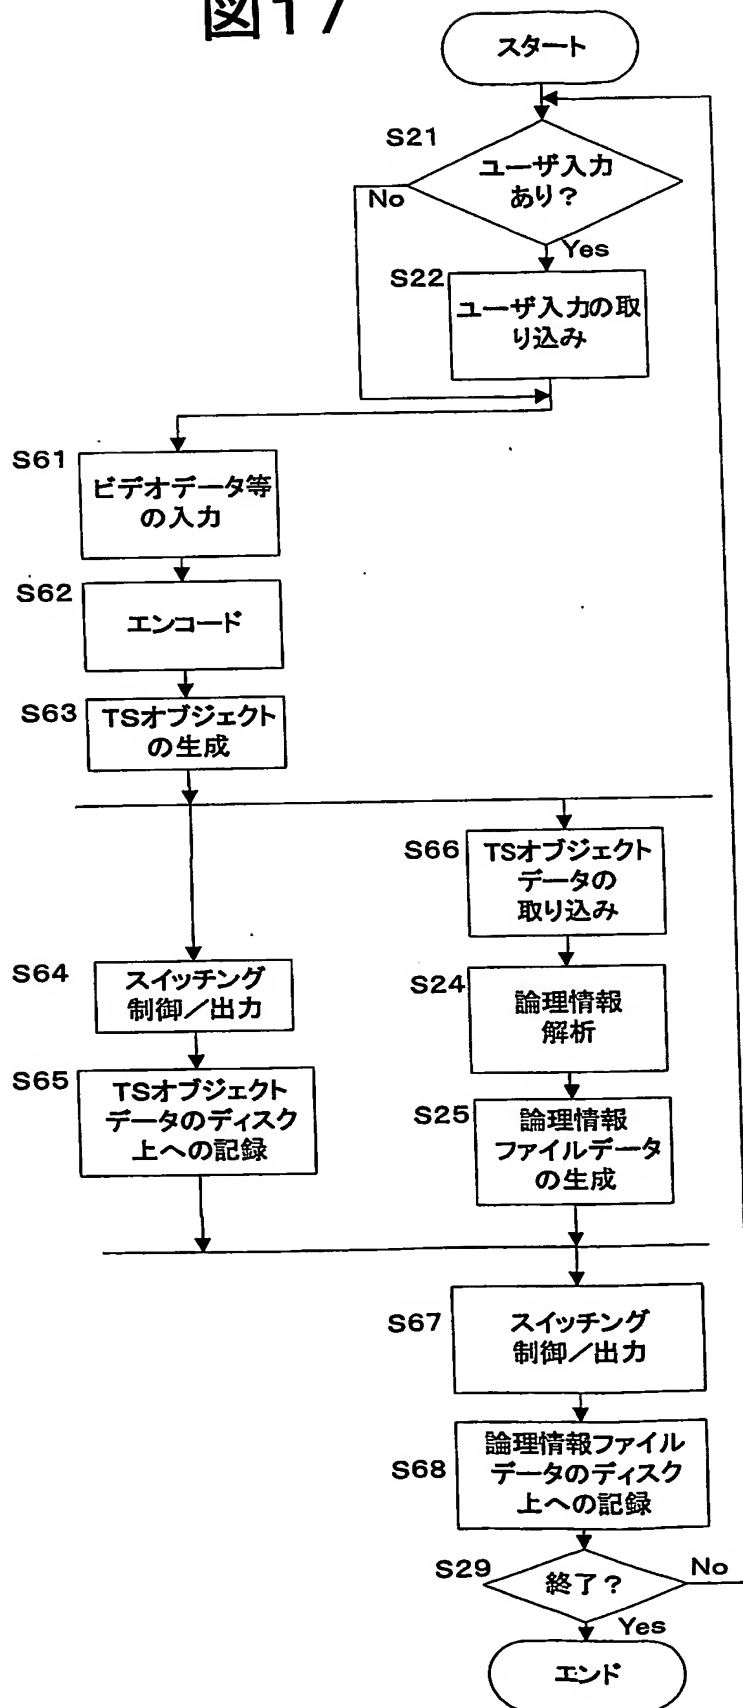 図17
スタート
S21
ユーザ入力
あり?
No
Yes
S22
ユーザ入力の取
り込み
S61
ビデオデータ等
の入力
S62
エンコード
S63
TSオブジェクト
の生成
S66
TSオブジェクト
データの
取り込み
S64
スイッチング
制御/出力
S24
論理情報
解析
S65
TSオブジェクト
データのディスク
上への記録
S25
論理情報
ファイルデータ
の生成
S67
スイッチング
制御/出力
S68
論理情報ファイル
データのディスク
上への記録
S29
終了?
No
Yes
エンド